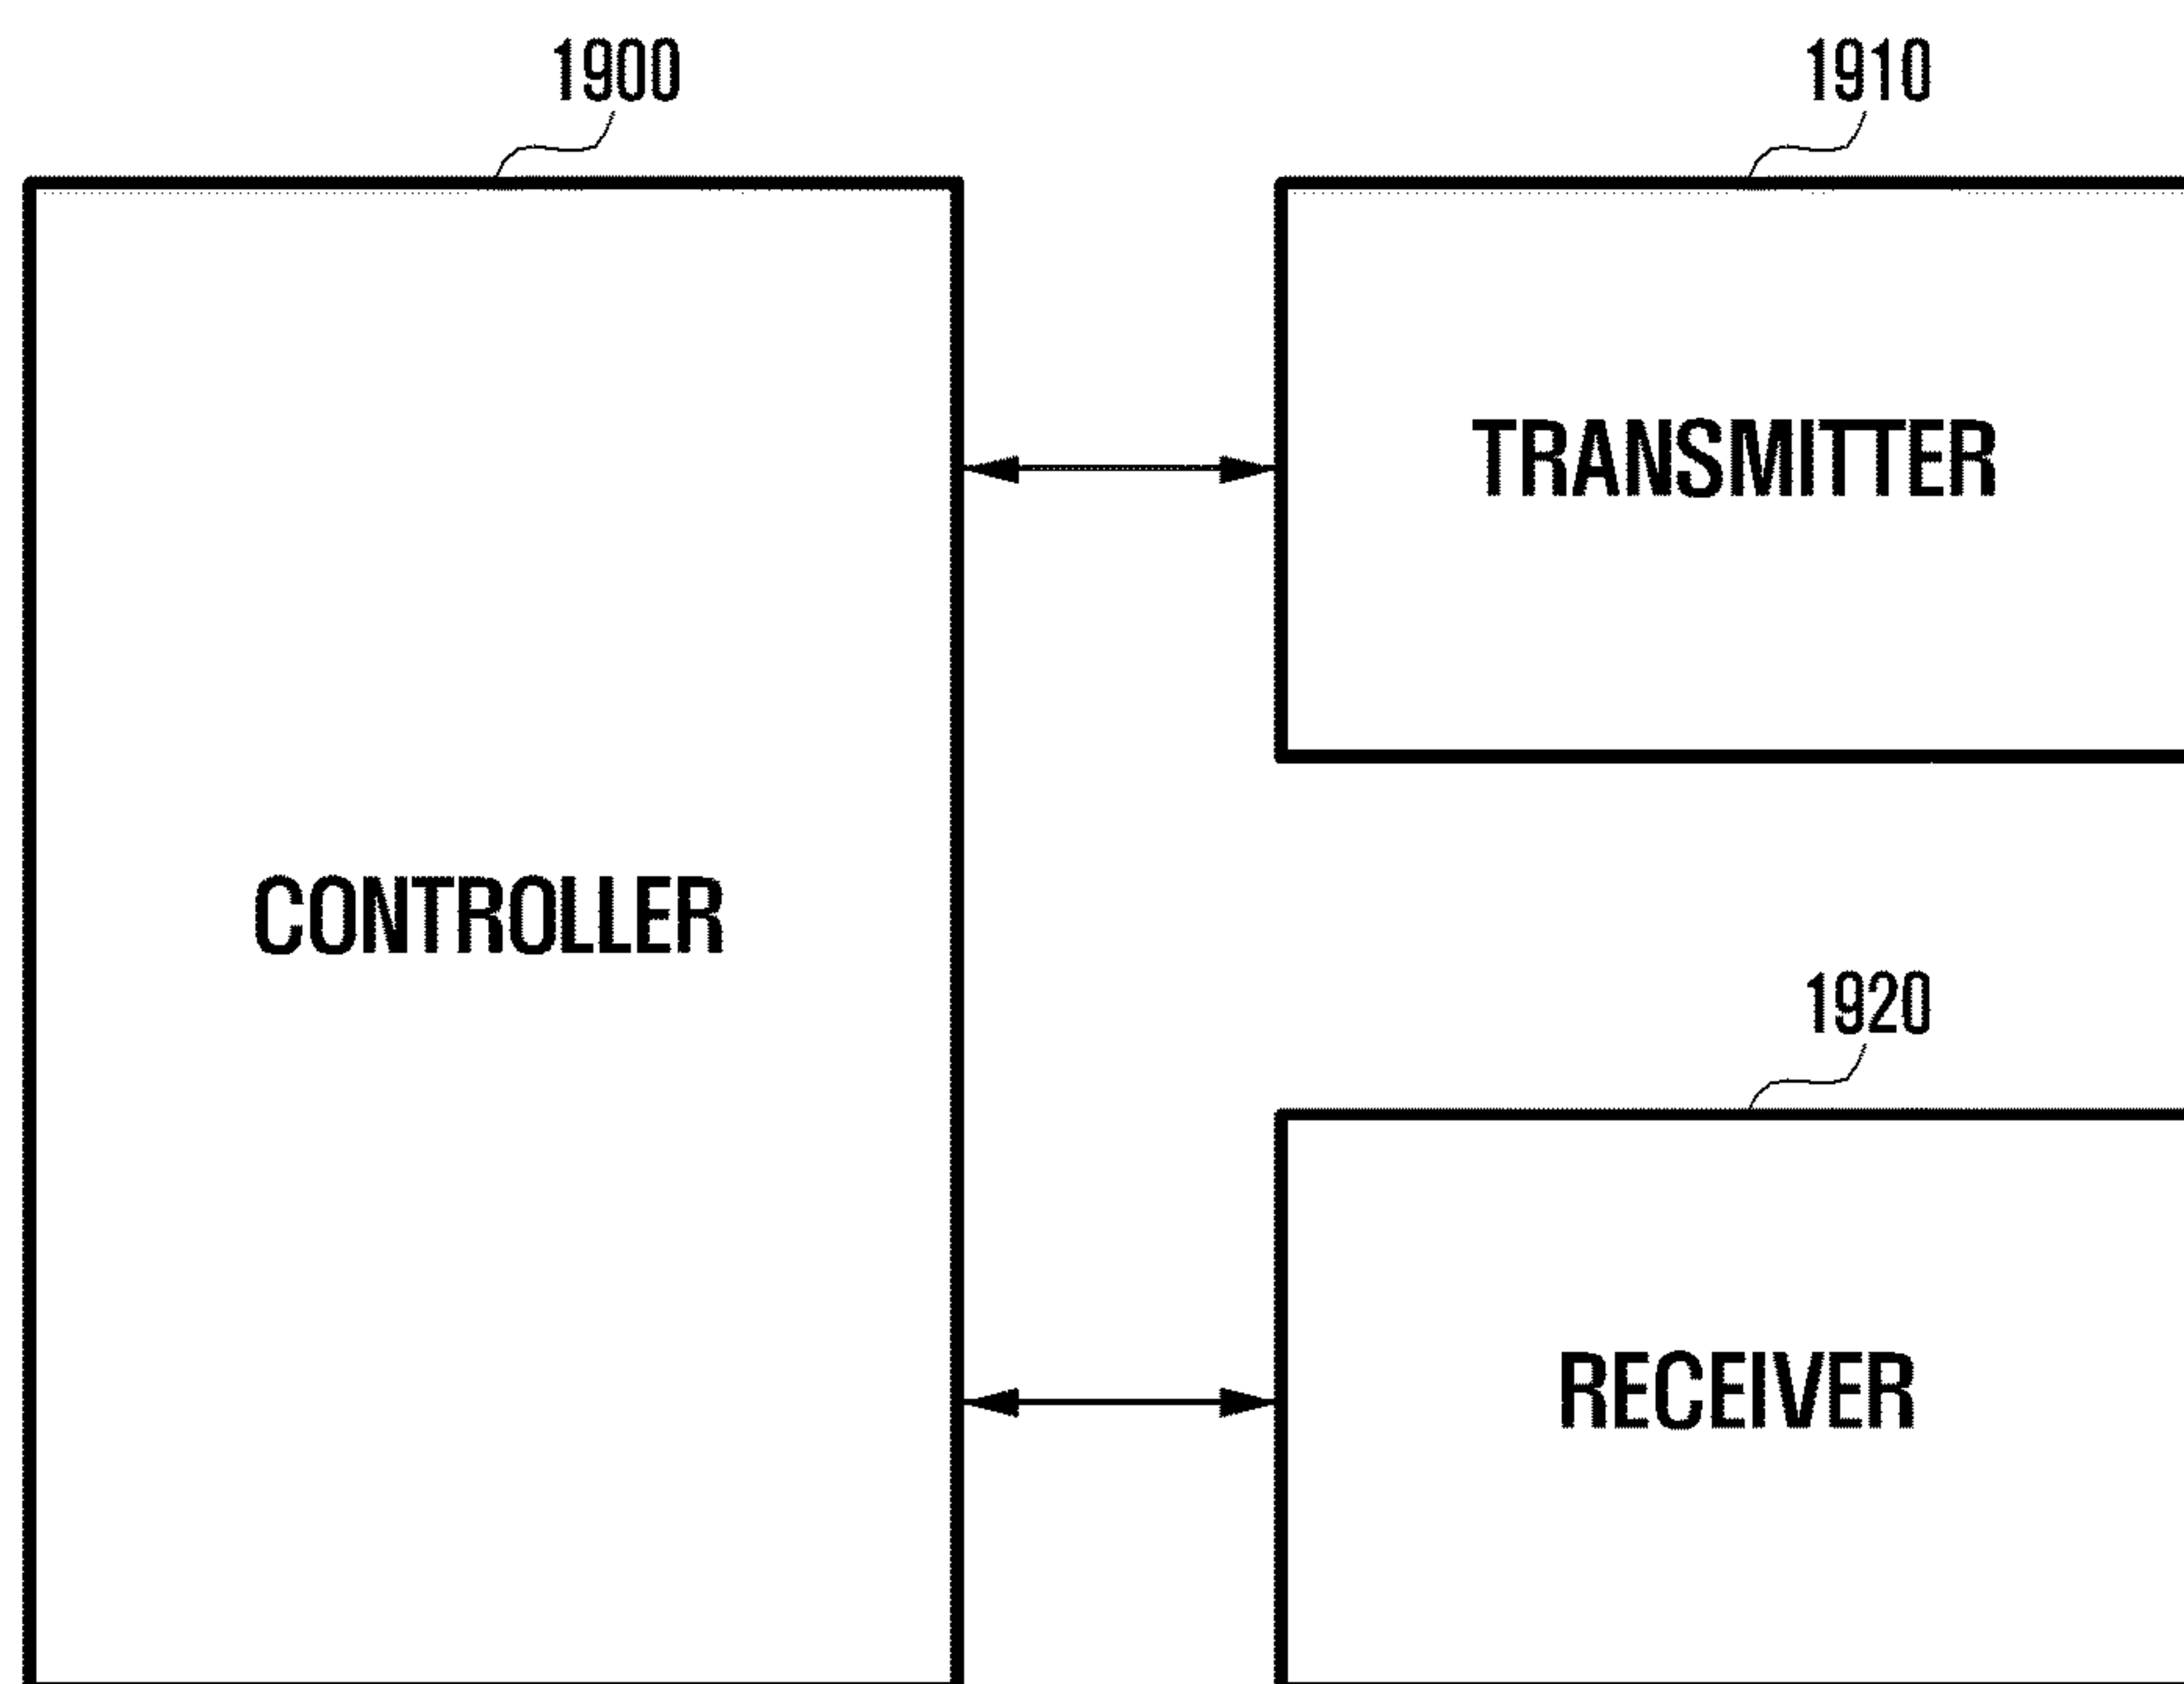 1900
1910
TRANSMITTER
CONTROLLER
1920
RECEIVER